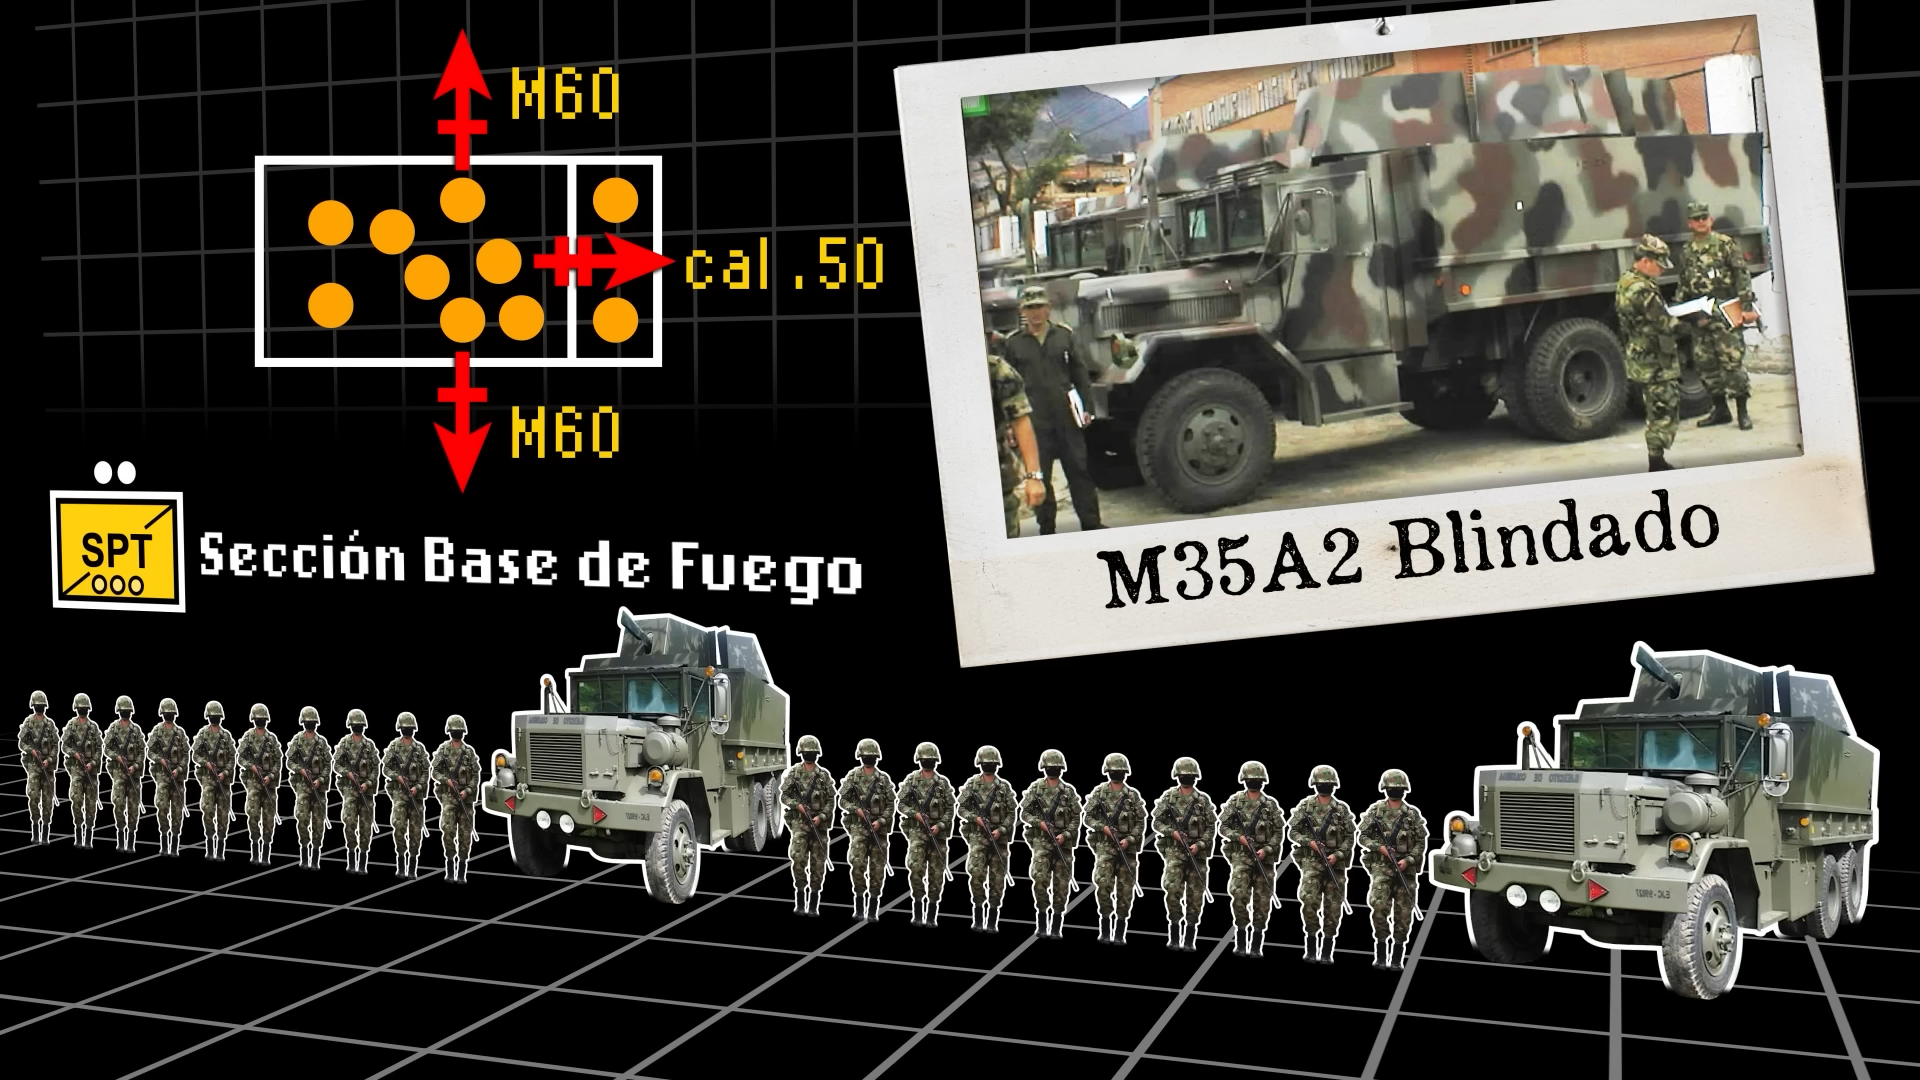 M60
cal .50
M60
SPT
Sección Base de Fuego
M35A2 Blindado